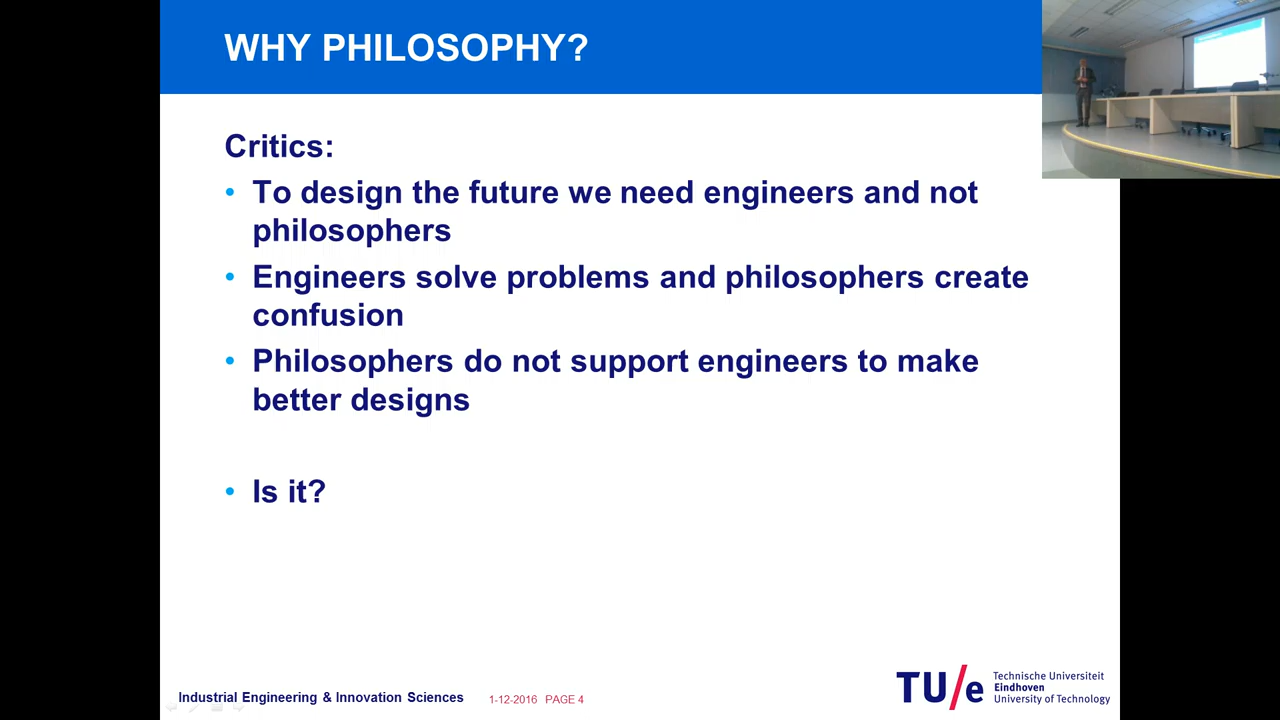 WHY PHILOSOPHY?
Critics:
• To design the future we need engineers and not
philosophers
• Engineers solve problems and philosophers create
confusion
• Philosophers do not support engineers to make
better designs
• Is it?
Industrial Engineering & Innovation Sciences
1-12-2016 PAGE 4
TU/e
Technische Universiteit
Eindhoven
University of Technology